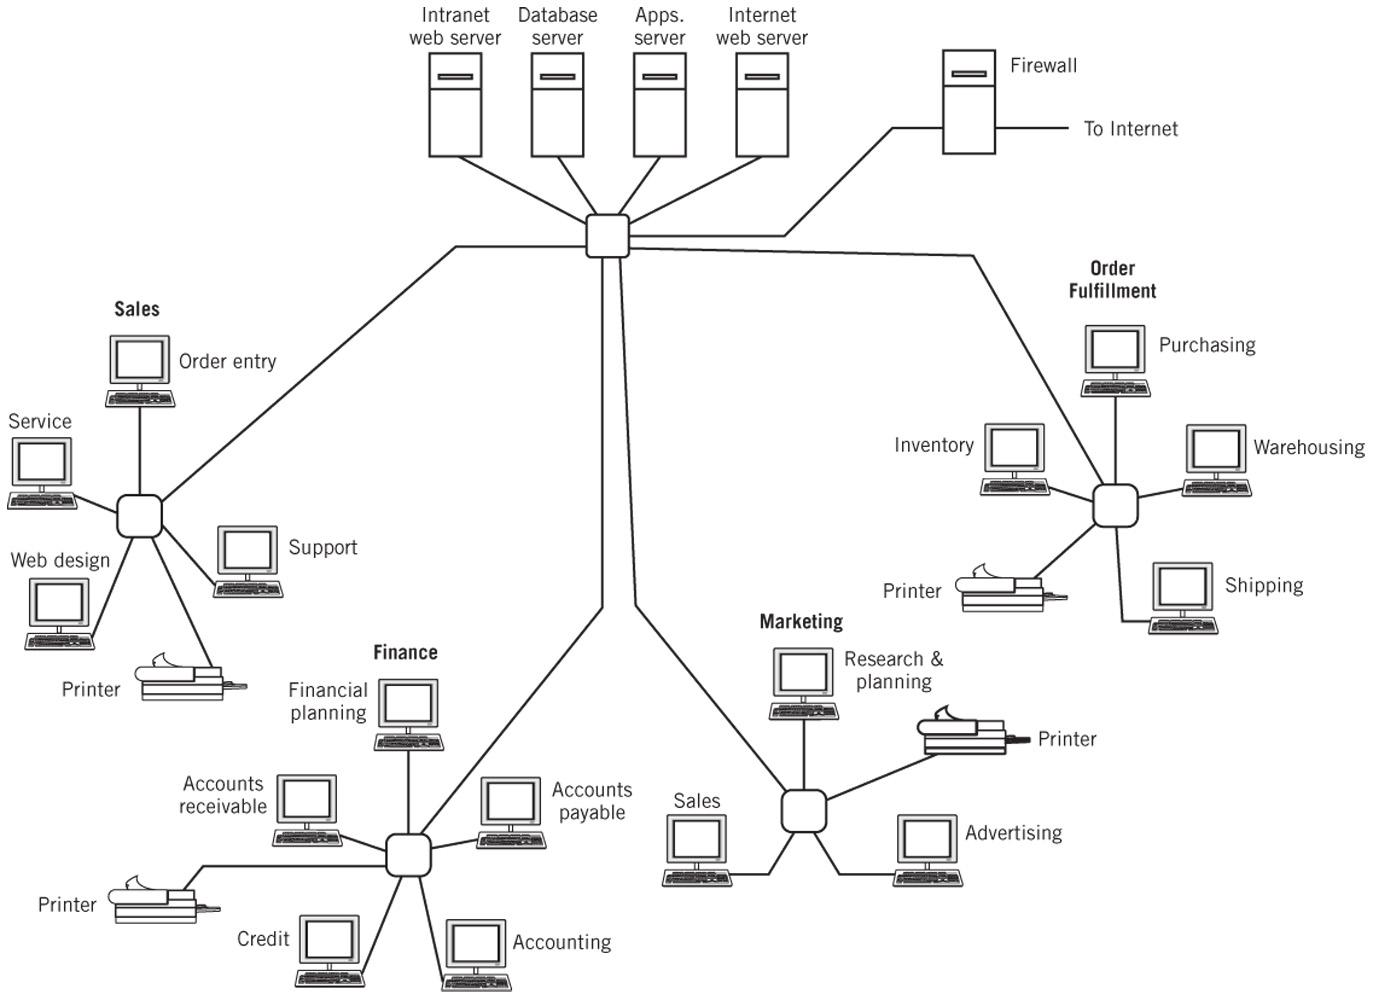 Intranet
web server
Database
server
Apps.
server
Internet
web server
Firewall
To Internet
Order
Fulfillment
Purchasing
Inventory
Warehousing
Printer
Shipping
Sales
Order entry
Service
Support
Web design
Printer
Finance
Financial
planning
Accounts
receivable
Accounts
payable
Printer
Credit
Accounting
Marketing
Research &
planning
Printer
Sales
Advertising